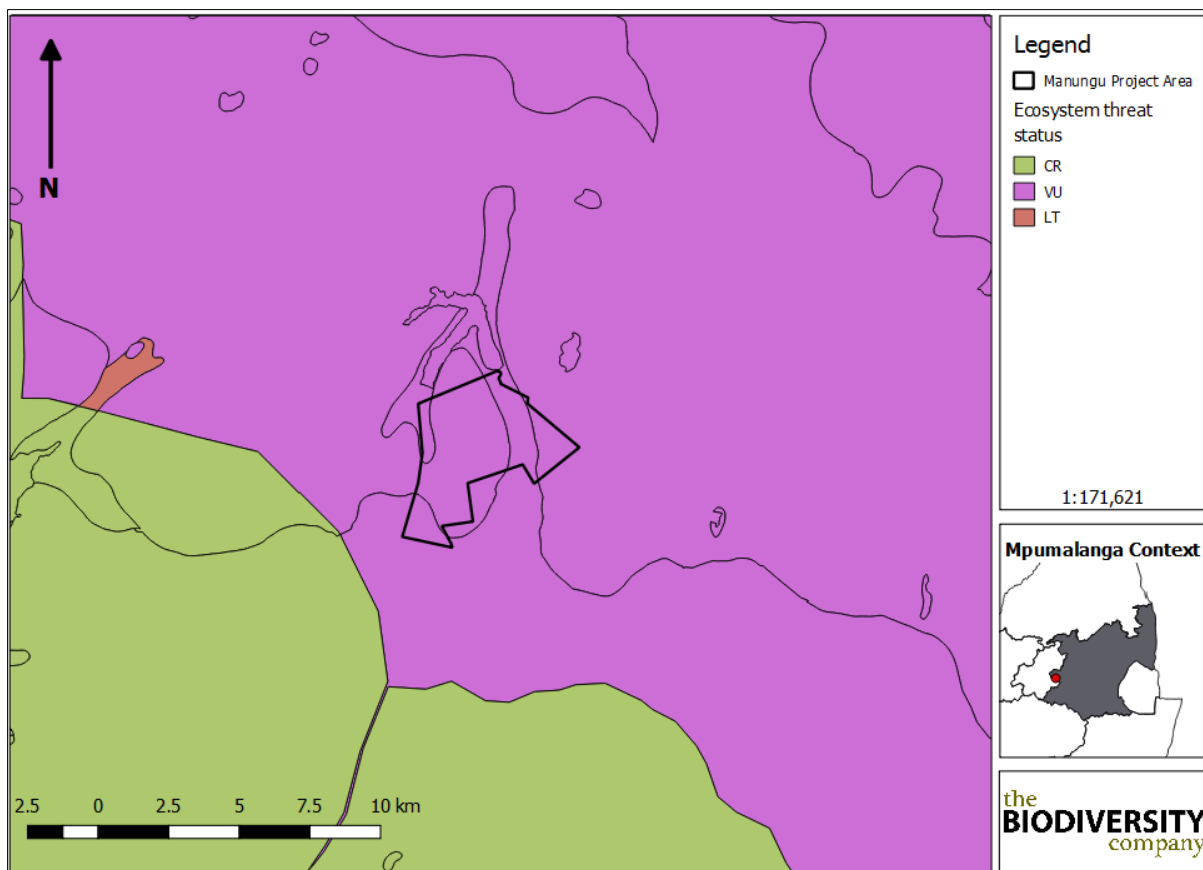 N
2.5 0 2.5 5 7.5 10 km
Legend
Manungu Project Area
Ecosystem threat
status
CR
VU
LT
1:171,621
Mpumalanga Context
the
BIODIVERSITY
company